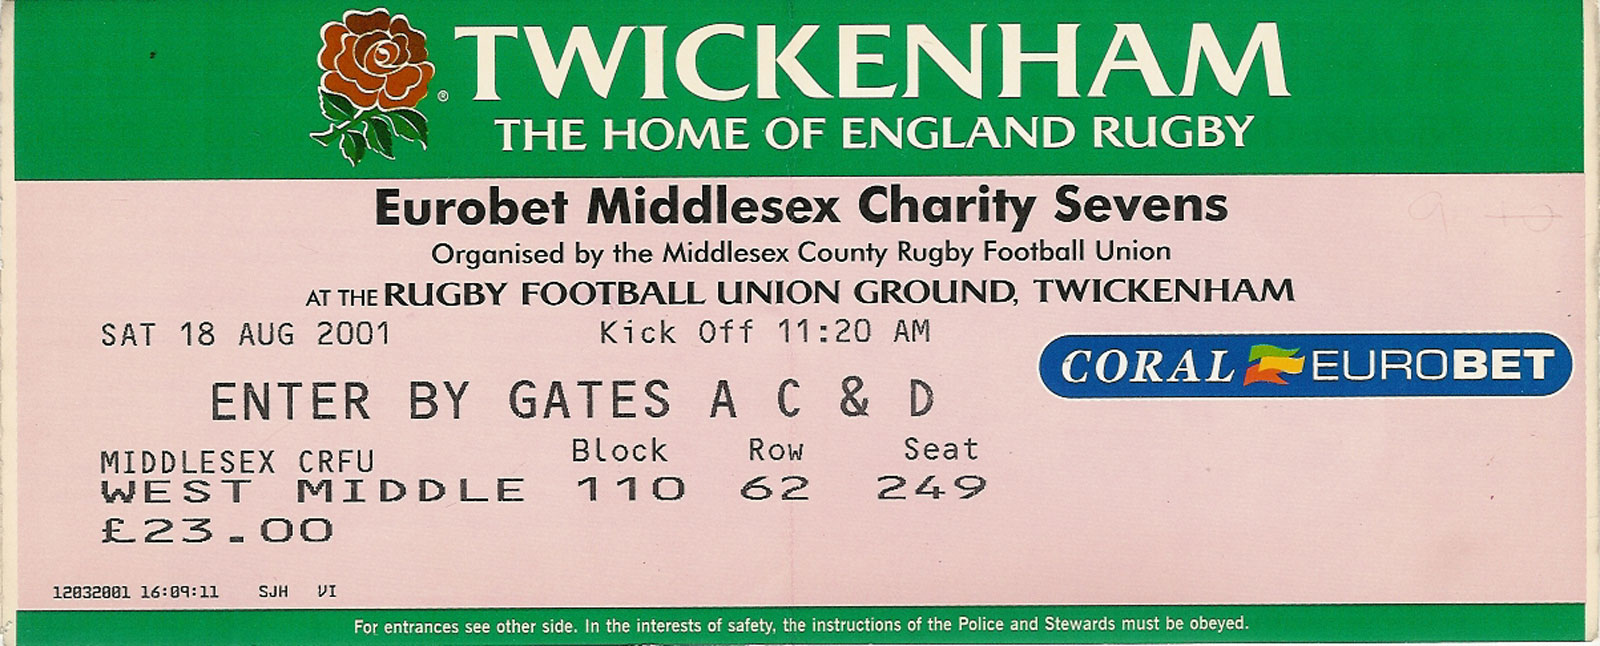 TWICKENHAM
THE HOME OF ENGLAND RUGBY
Eurobet Middlesex Charity Sevens
Organised by the Middlesex County Rugby Football Union
AT THE RUGBY FOOTBALL UNION GROUND, TWICKENHAM
SAT 18 AUG 2001 Kick Off 11:20 AM
CORAL EUROBET
ENTER BY GATES A C & D
Block Row Seat
MIDDLESEX CRFU
WEST MIDDLE 110 62 249
£23.00
12032001 16:09:11 SJH VI
For entrances see other side. In the interests of safety, the instructions of the Police and Stewards must be obeyed.